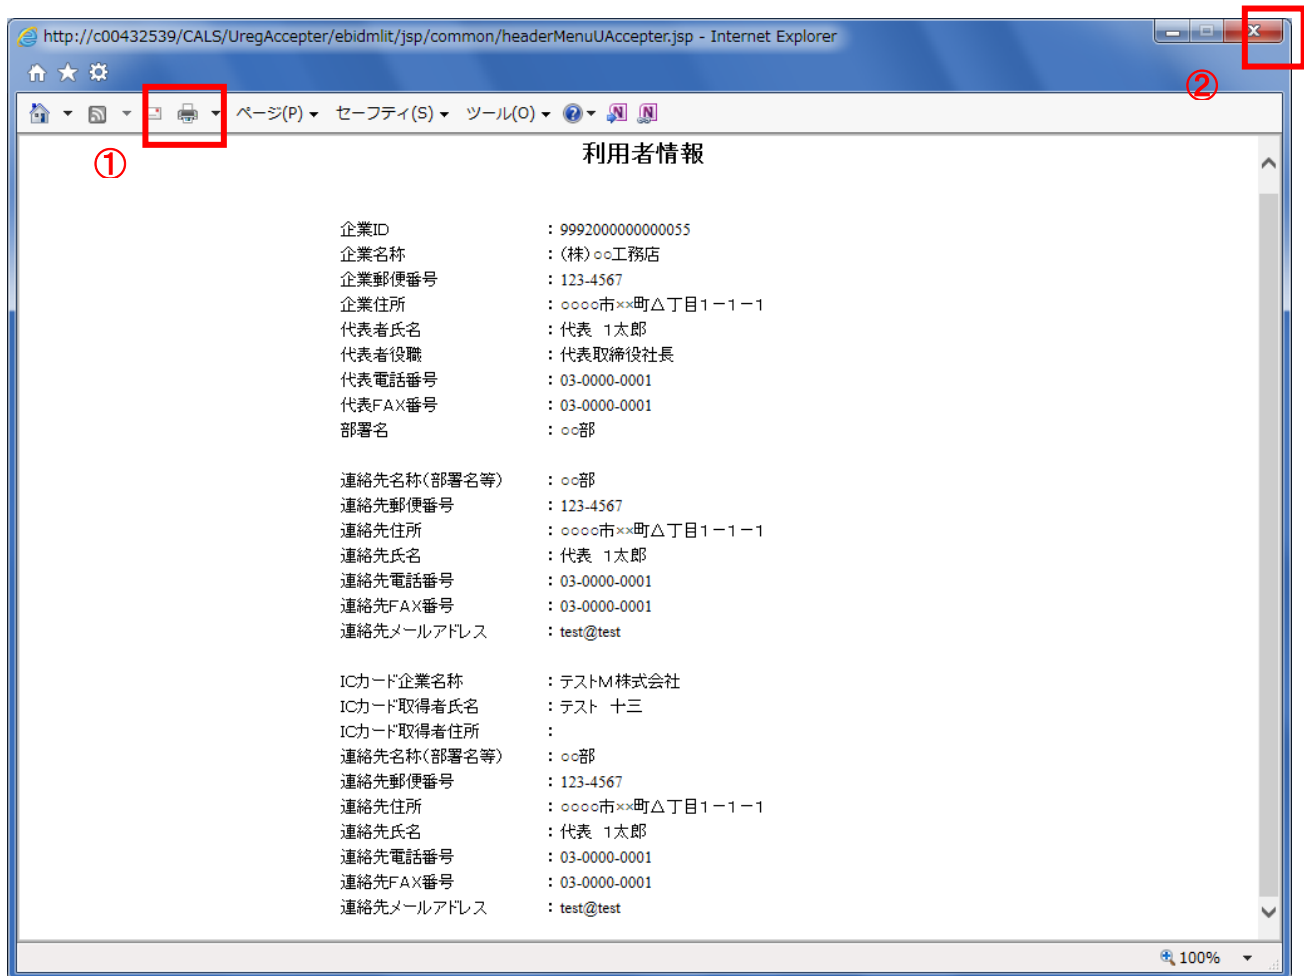 http://c00432539/CALS/UregAccepter/ebidmlit/jsp/common/headerMenuUAccepter.jsp - Internet Explorer
②
ページ(P) セーフティ(S) ツール(O)
①
利用者情報
企業ID : 9992000000000055
企業名称 : (株)○○工務店
企業郵便番号 : 123-4567
企業住所 : ○○○○市××町△丁目1-1-1
代表者氏名 : 代表 1太郎
代表者役職 : 代表取締役社長
代表電話番号 : 03-0000-0001
代表FAX番号 : 03-0000-0001
部署名 : ○○部
連絡先名称(部署名等) : ○○部
連絡先郵便番号 : 123-4567
連絡先住所 : ○○○○市××町△丁目1-1-1
連絡先氏名 : 代表 1太郎
連絡先電話番号 : 03-0000-0001
連絡先FAX番号 : 03-0000-0001
連絡先メールアドレス : test@test
ICカード企業名称 : テストM株式会社
ICカード取得者氏名 : テスト 十三
ICカード取得者住所 :
連絡先名称(部署名等) : ○○部
連絡先郵便番号 : 123-4567
連絡先住所 : ○○○○市××町△丁目1-1-1
連絡先氏名 : 代表 1太郎
連絡先電話番号 : 03-0000-0001
連絡先FAX番号 : 03-0000-0001
連絡先メールアドレス : test@test
100%